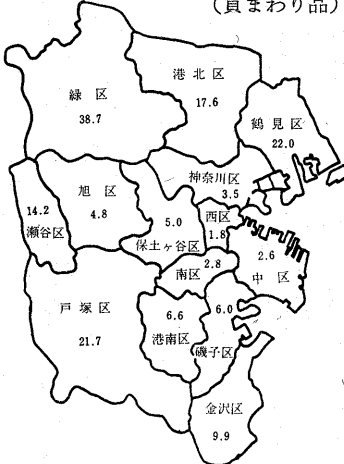 (買まわり品)
港北区
17.6
緑区
38.7
鶴見区
22.0
神奈川区
3.5
旭区
4.8
14.2
瀬谷区
5.0
保土ヶ谷区
西区
1.8
2.6
中区
2.8
南区
戸塚区
21.7
6.6
港南区
6.0
磯子区
金沢区
9.9